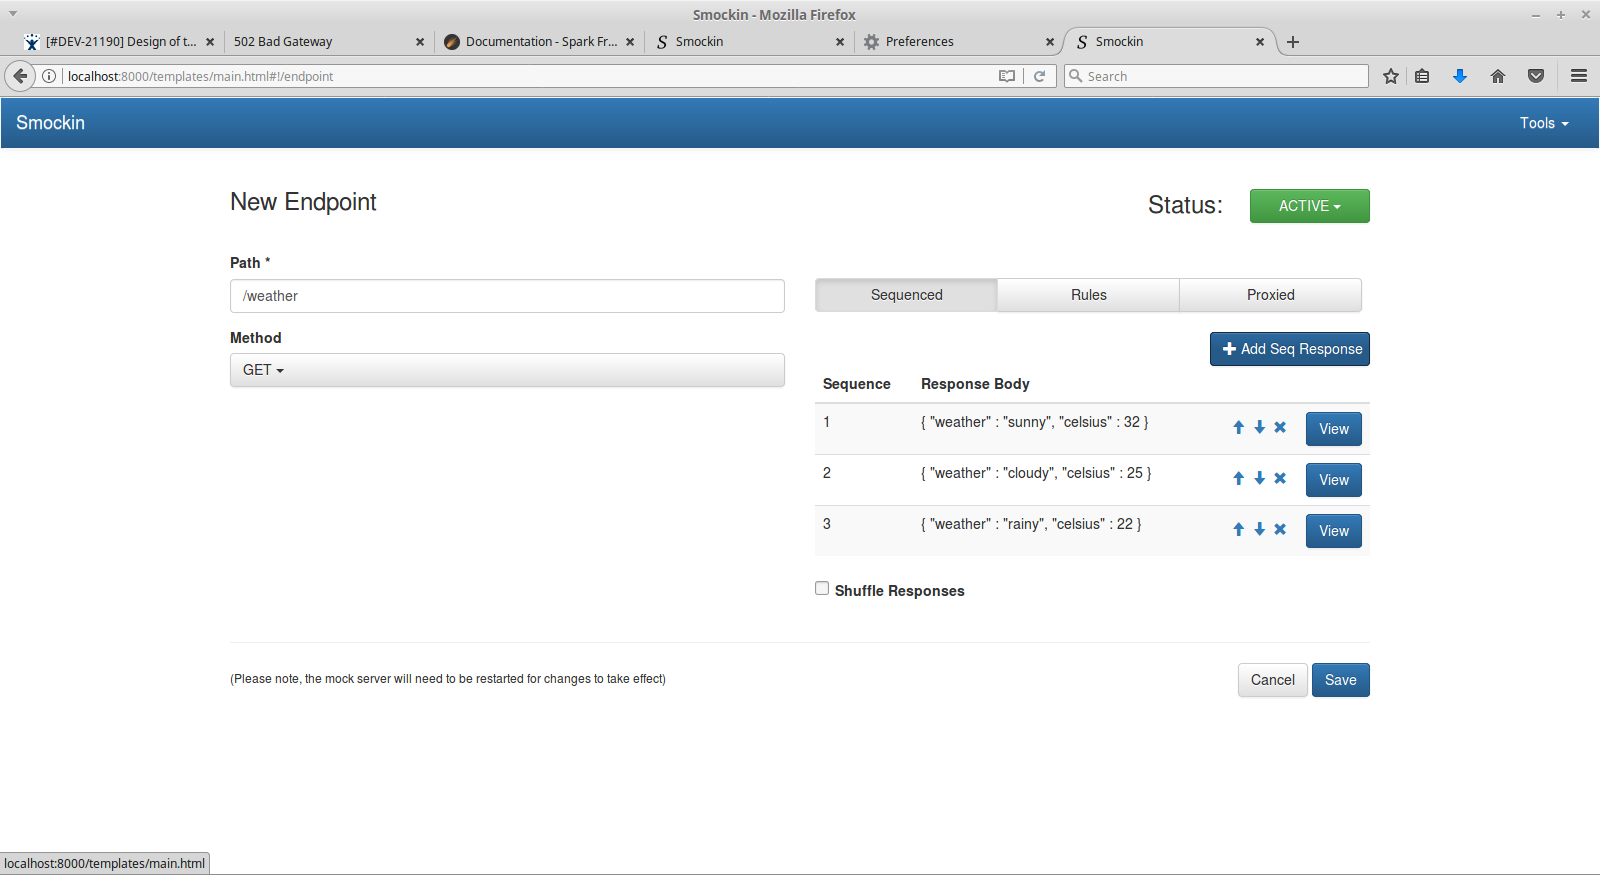 Smockin - Mozilla Firefox
[#DEV-21190] Design of t...
502 Bad Gateway
Documentation - Spark Fr...
Smockin
Preferences
Smockin
localhost:8000/templates/main.html#!/endpoint
Search
Smockin
Tools
New Endpoint
Status:
ACTIVE
Path *
/weather
Sequenced
Rules
Proxied
Method
GET
Add Seq Response
Sequence Response Body
1 { "weather" : "sunny", "celsius" : 32 } View
2 { "weather" : "cloudy", "celsius" : 25 } View
3 { "weather" : "rainy", "celsius" : 22 } View
Shuffle Responses
(Please note, the mock server will need to be restarted for changes to take effect)
Cancel
Save
localhost:8000/templates/main.html